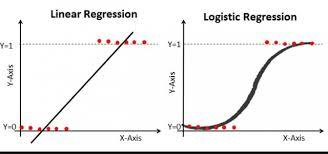 Linear Regression
Y=1
Y-Axis
Y=0
X-Axis
Logistic Regression
Y=1
Y-Axis
Y=0
X-Axis